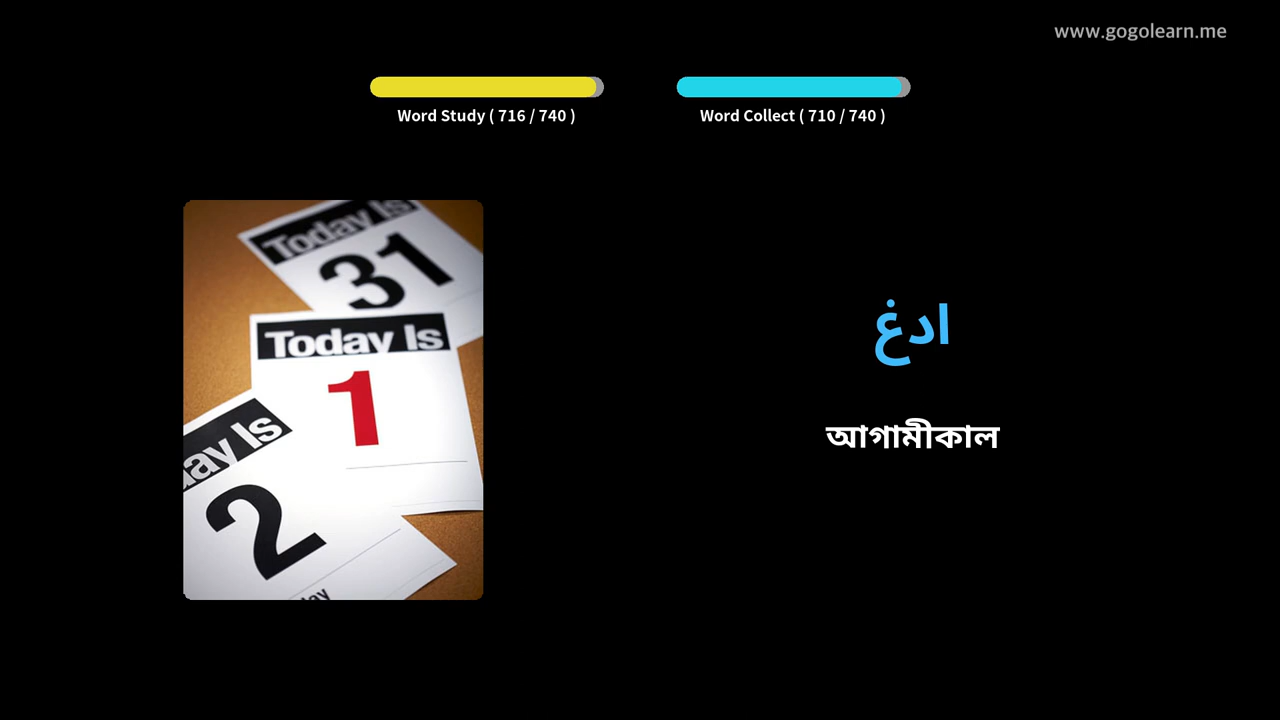 www.gogolearn.me
Word Study ( 716 / 740 )
Word Collect ( 710 / 740 )
Today Is
31
Today Is
1
ay Is
2
ادغ
আগামীকাল